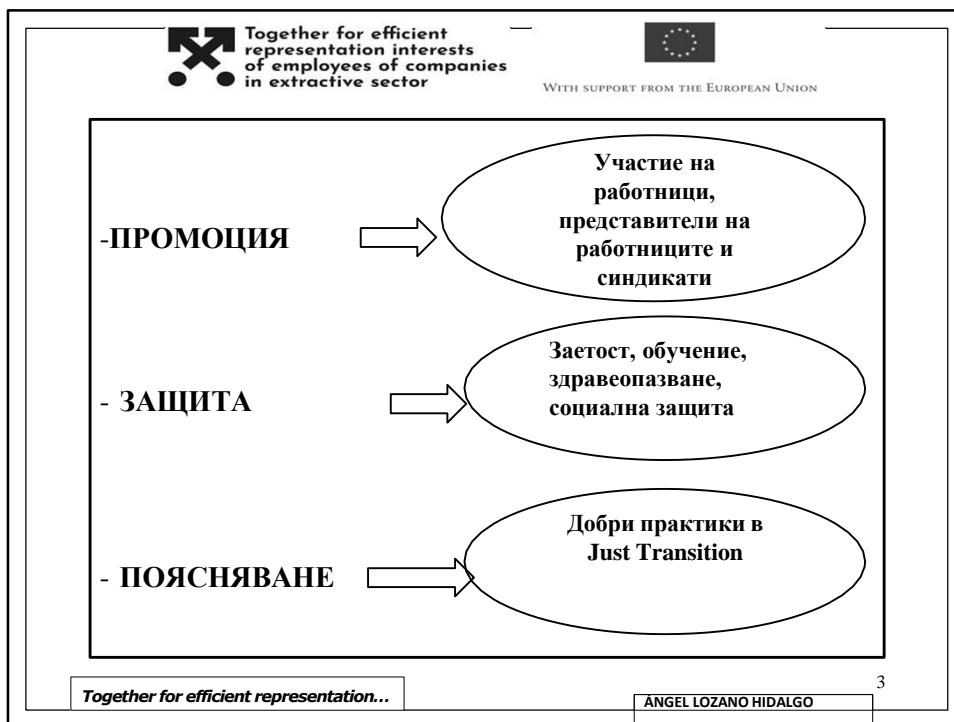 Together for efficient
representation interests
of employees of companies
in extractive sector
WITH SUPPORT FROM THE EUROPEAN UNION
-ПРОМОЦИЯ
Участие на
работници,
представители на
работниците и
синдикати
- ЗАЩИТА
Заетост, обучение,
здравеопазване,
социална защита
- ПОЯСНЯВАНЕ
Добри практики в
Just Transition
Together for efficient representation...
3
ÁNGEL LOZANO HIDALGO